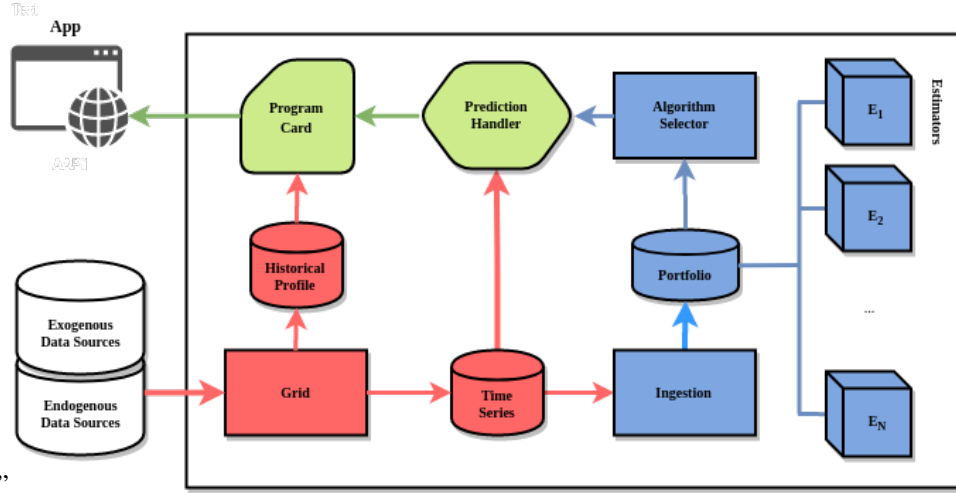 Text
App
Program
Card
Prediction
Handler
Algorithm
Selector
E1
Estimators
E2
Historical
Profile
Portfolio
Exogenous
Data Sources
...
Endogenous
Data Sources
Grid
Time
Series
Ingestion
EN
”